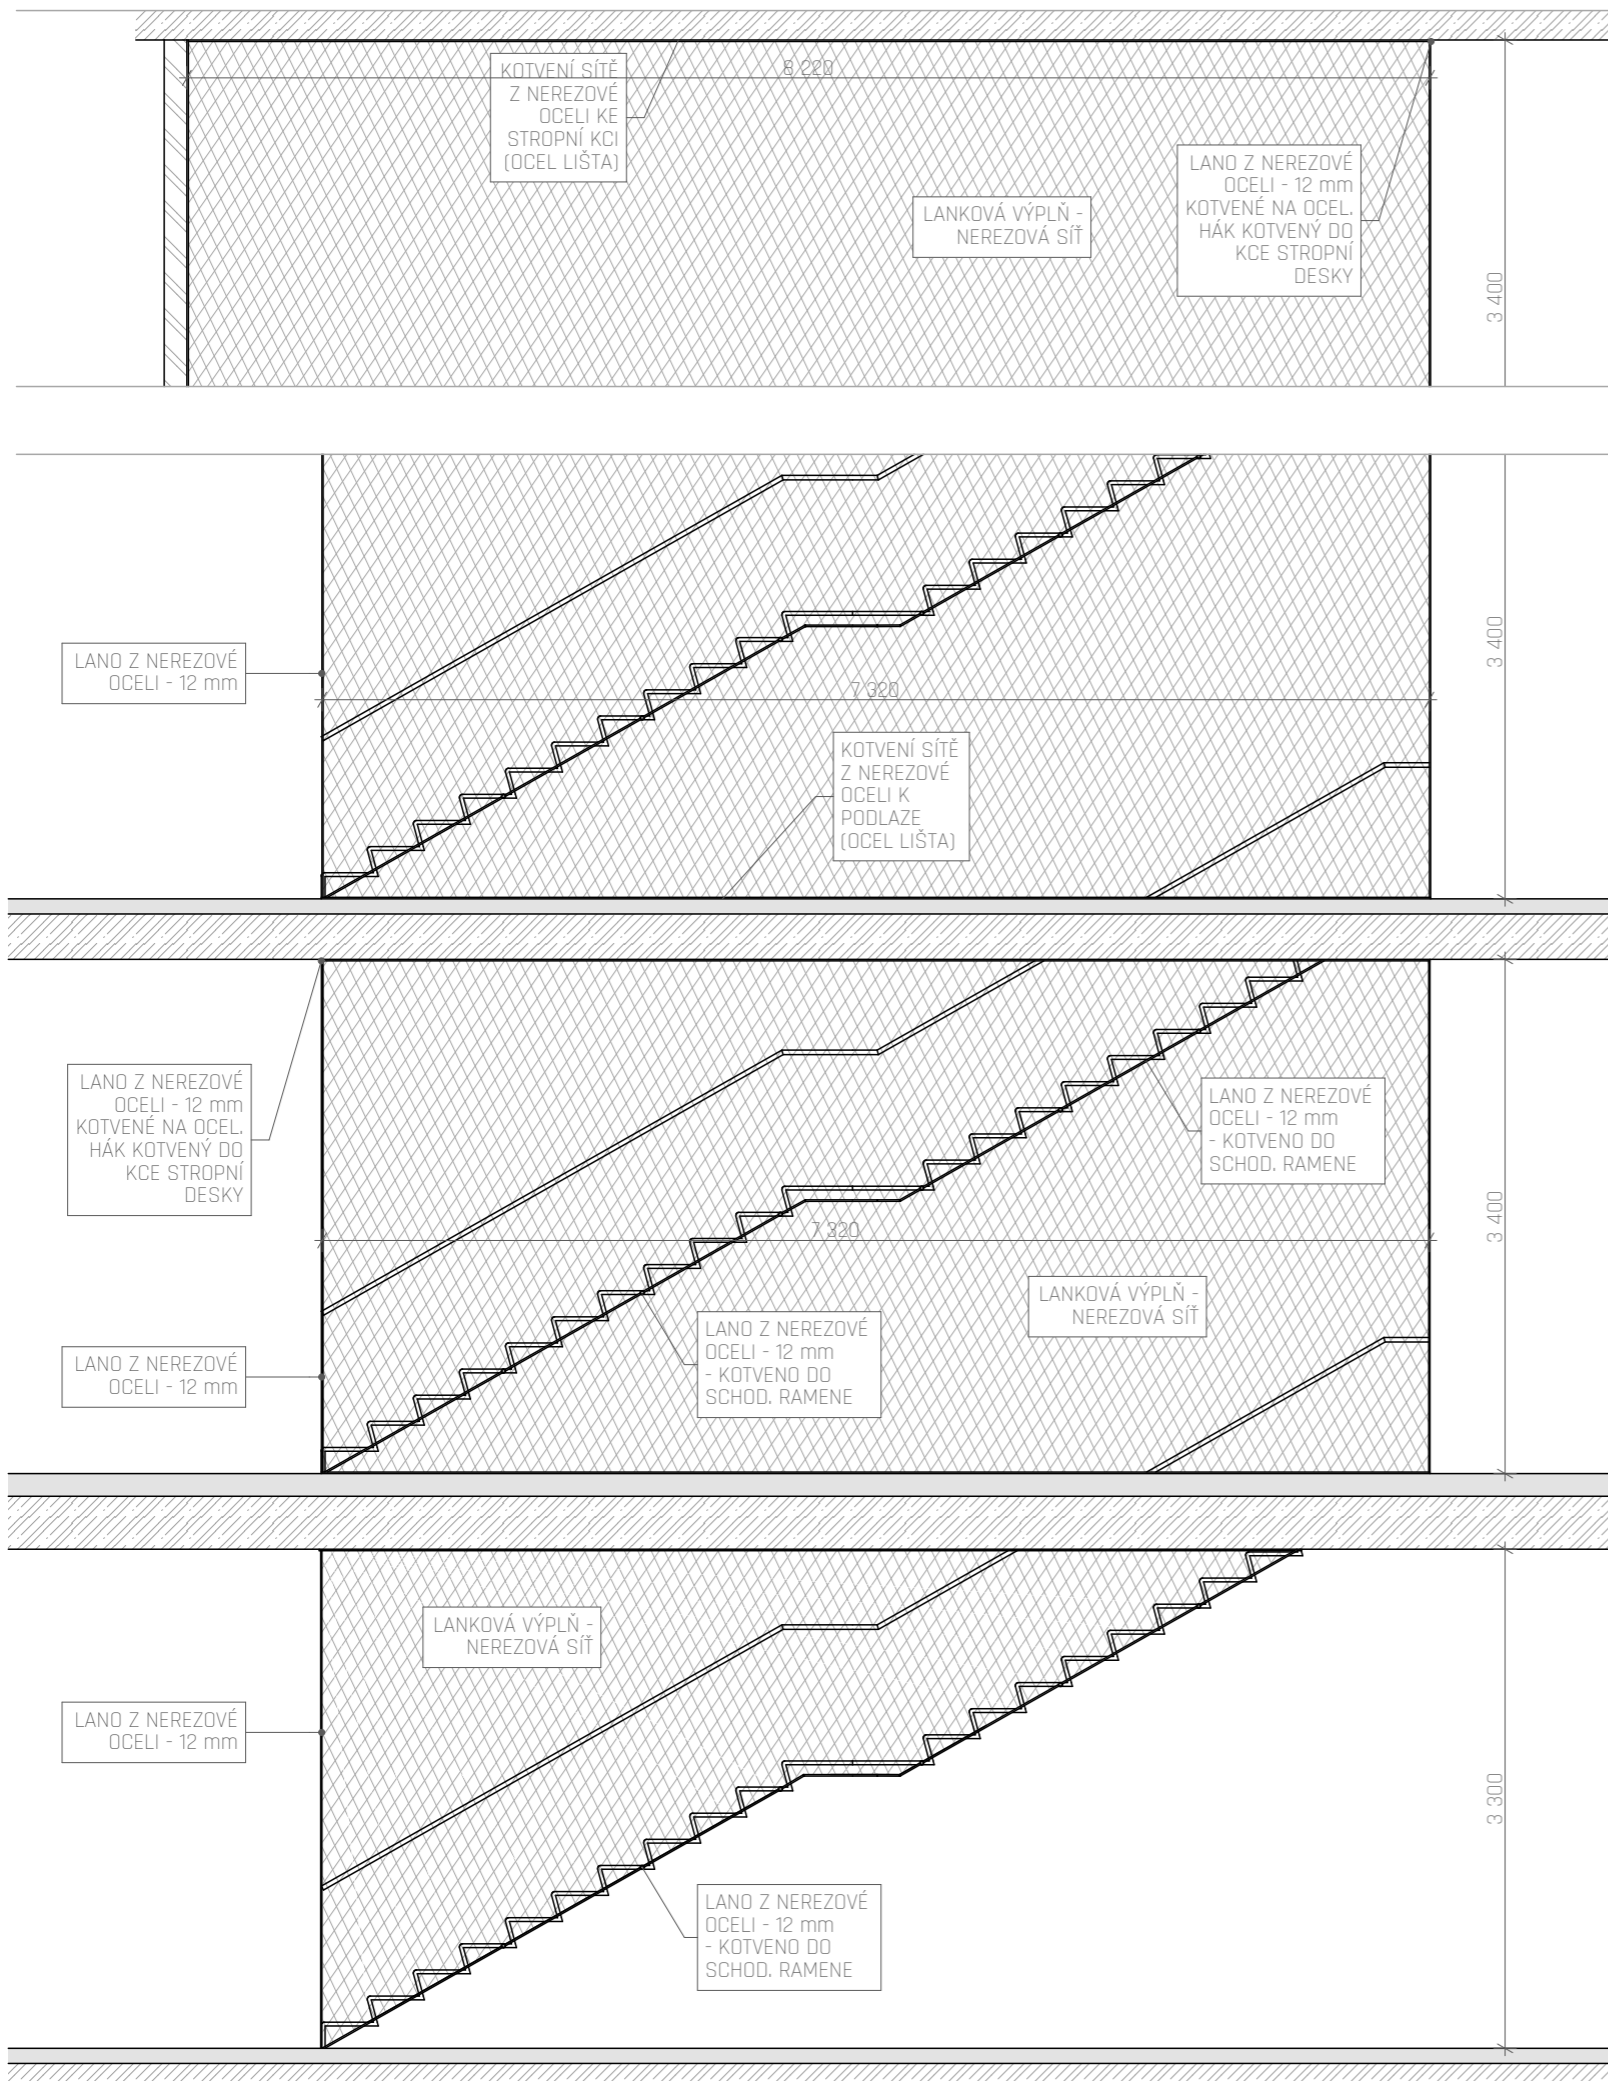 8 220
KOTVENÍ SÍTĚ
Z NEREZOVÉ
OCELI KE
STROPNÍ KCI
(OCEL LIŠTA)
LANO Z NEREZOVÉ
OCELI - 12 mm
KOTVENÉ NA OCEL.
HÁK KOTVENÝ DO
KCE STROPNÍ
DESKY
LANKOVÁ VÝPLŇ -
NEREZOVÁ SÍŤ
3 400
LANO Z NEREZOVÉ
OCELI - 12 mm
7 320
3 400
KOTVENÍ SÍTĚ
Z NEREZOVÉ
OCELI K
PODLAZE
(OCEL LIŠTA)
LANO Z NEREZOVÉ
OCELI - 12 mm
KOTVENÉ NA OCEL.
HÁK KOTVENÝ DO
KCE STROPNÍ
DESKY
LANO Z NEREZOVÉ
OCELI - 12 mm
- KOTVENO DO
SCHOD. RAMENE
7 320
3 400
LANKOVÁ VÝPLŇ -
NEREZOVÁ SÍŤ
LANO Z NEREZOVÉ
OCELI - 12 mm
- KOTVENO DO
SCHOD. RAMENE
LANO Z NEREZOVÉ
OCELI - 12 mm
LANKOVÁ VÝPLŇ -
NEREZOVÁ SÍŤ
LANO Z NEREZOVÉ
OCELI - 12 mm
3 300
LANO Z NEREZOVÉ
OCELI - 12 mm
- KOTVENO DO
SCHOD. RAMENE